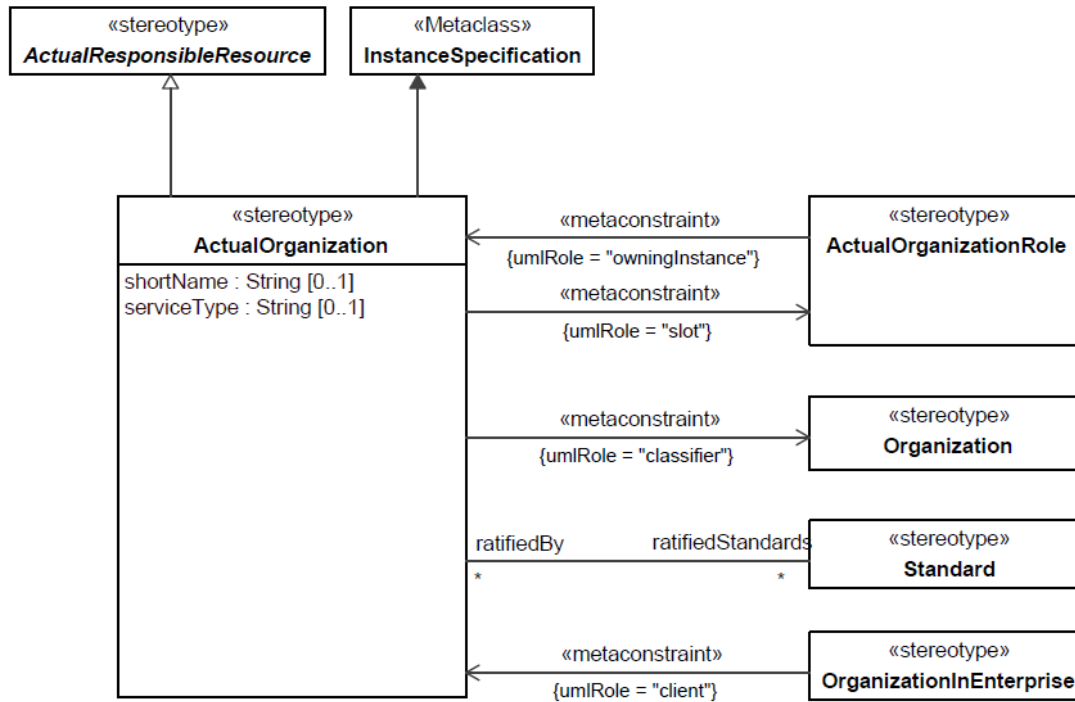 «stereotype»
ActualResponsibleResource
«Metaclass»
InstanceSpecification
«stereotype»
ActualOrganization
shortName : String [0..1]
serviceType : String [0..1]
«metaconstraint»
{umlRole = "owningInstance"}
«metaconstraint»
{umlRole = "slot"}
«stereotype»
ActualOrganizationRole
«metaconstraint»
{umlRole = "classifier"}
«stereotype»
Organization
ratifiedBy
ratifiedStandards
*
*
«stereotype»
Standard
«metaconstraint»
{umlRole = "client"}
«stereotype»
OrganizationInEnterprise